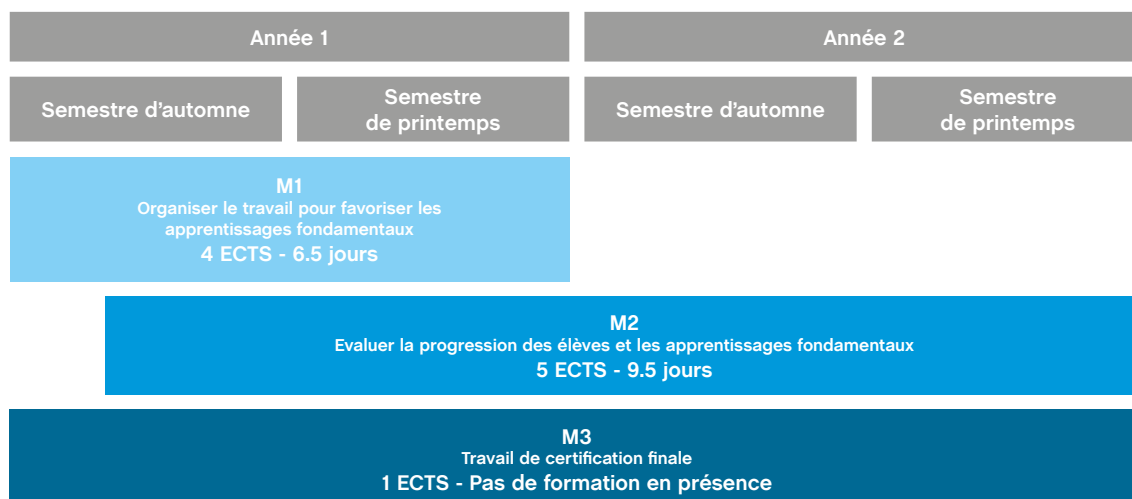 Année 1
Année 2
Semestre d'automne
Semestre
de printemps
Semestre d'automne
Semestre
de printemps
M1
Organiser le travail pour favoriser les
apprentissages fondamentaux
4 ECTS - 6.5 jours
M2
Evaluer la progression des élèves et les apprentissages fondamentaux
5 ECTS - 9.5 jours
M3
Travail de certification finale
1 ECTS - Pas de formation en présence